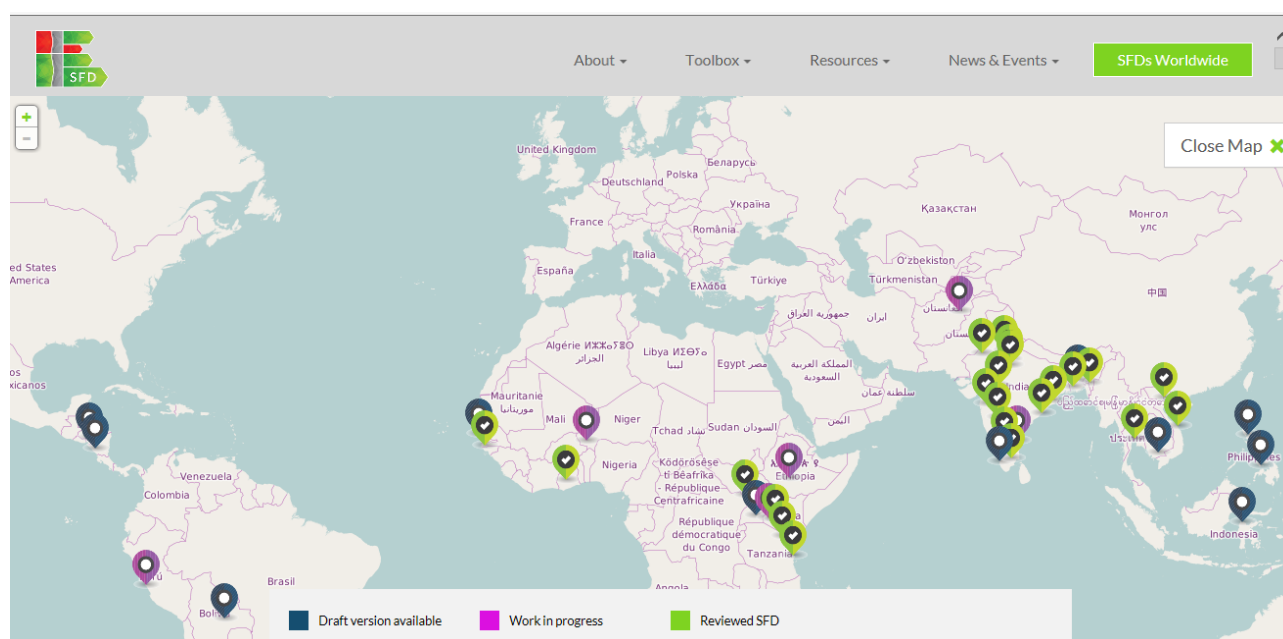 SFD
About
Toolbox
Resources
News & Events
SFDs Worldwide
+
-
Close Map
United Kingdom
Беларусь
Polska
Deutschland
Україна
Қазақстан
Монгол
улс
France
România
Italia
O'zbekiston
España
Ελλάδα
Türkiye
Türkmenistan
ed States
America
中国
جمهورية العراق
ایران
Algérie ⵍⵣⵣⴰⵢⴻⵔ
الجزائر
Libya ⵍⵉⴱⵢⴰ
ليبيا
Egypt مصر
المملكة العربية
السعودية
xicanos
سلطنة عمان
India
Mauritanie
موريتانيا
Mali
Niger
Tchad تشاد
Sudan السودان
اليمن
Nigeria
Ködörösêse
tî Bêafrîka
- République
Centrafricaine
Ethiopia
Philippines
Venezuela
Colombia
République
démocratique
du Congo
Tanzania
Indonesia
Brasil
Angola
Draft version available
Work in progress
Reviewed SFD